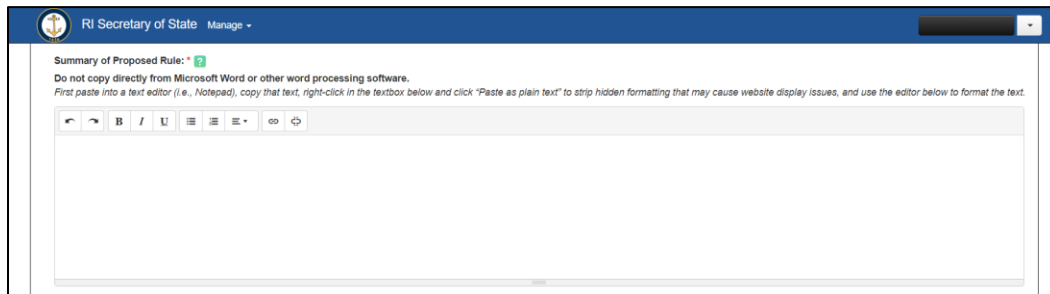 RI Secretary of State Manage
Summary of Proposed Rule: * ?
Do not copy directly from Microsoft Word or other word processing software.
First paste into a text editor (i.e., Notepad), copy that text, right-click in the textbox below and click "Paste as plain text" to strip hidden formatting that may cause website display issues, and use the editor below to format the text.
B I U